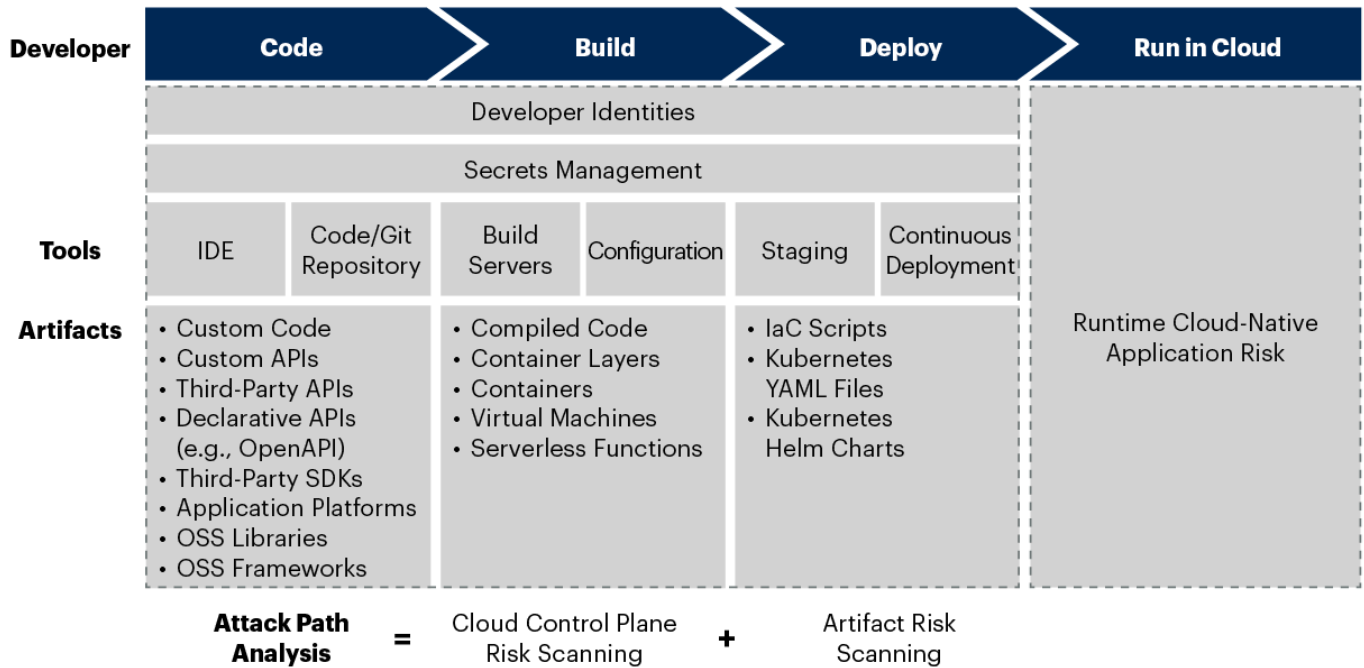 Developer
Code
Build
Deploy
Run in Cloud
Developer Identities
Secrets Management
Tools
IDE
Code/Git
Repository
Build
Servers
Configuration
Staging
Continuous
Deployment
Artifacts
• Custom Code
• Custom APIs
• Third-Party APIs
• Declarative APIs
(e.g., OpenAPI)
• Third-Party SDKs
• Application Platforms
• OSS Libraries
• OSS Frameworks
• Compiled Code
• Container Layers
• Containers
• Virtual Machines
• Serverless Functions
• IaC Scripts
• Kubernetes
YAML Files
• Kubernetes
Helm Charts
Runtime Cloud-Native
Application Risk
Attack Path
Analysis
=
Cloud Control Plane
Risk Scanning
+
Artifact Risk
Scanning